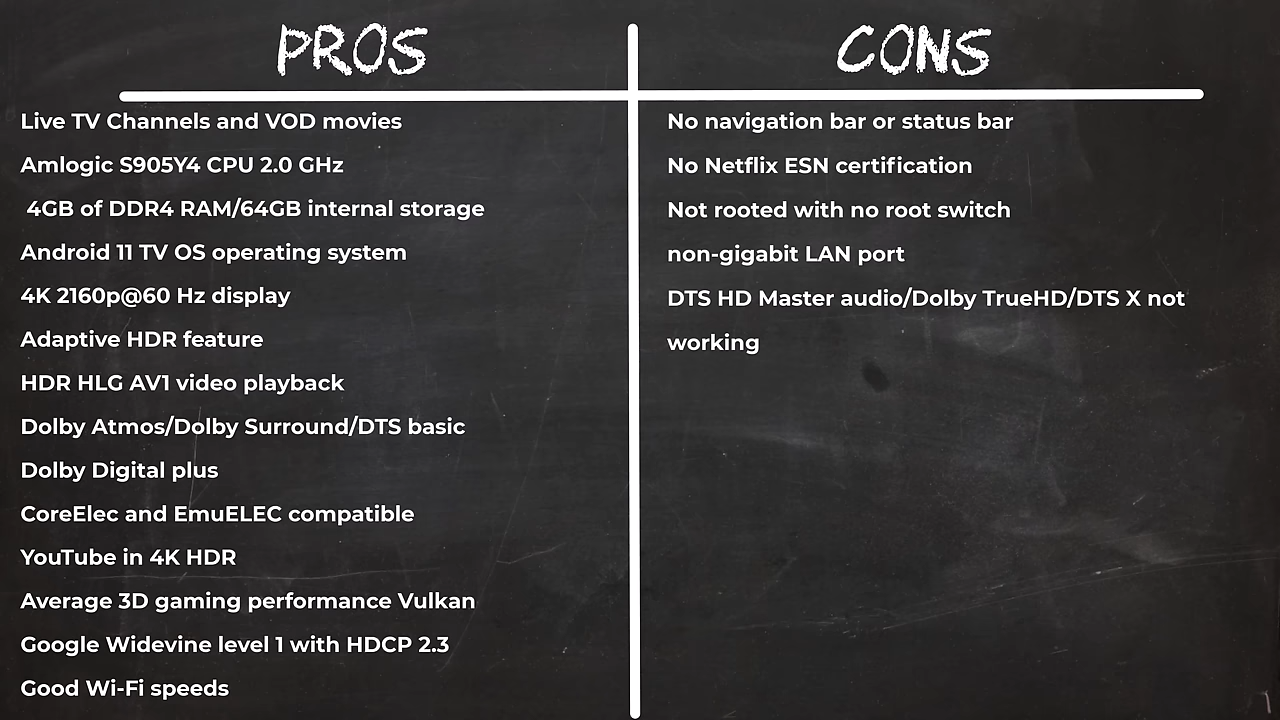 PROS
Live TV Channels and VOD movies
Amlogic S905Y4 CPU 2.0 GHz
4GB of DDR4 RAM/64GB internal storage
Android 11 TV OS operating system
4K 2160p@60 Hz display
Adaptive HDR feature
HDR HLG AV1 video playback
Dolby Atmos/Dolby Surround/DTS basic
Dolby Digital plus
CoreElec and EmuELEC compatible
YouTube in 4K HDR
Average 3D gaming performance Vulkan
Google Widevine level 1 with HDCP 2.3
Good Wi-Fi speeds
CONS
No navigation bar or status bar
No Netflix ESN certification
Not rooted with no root switch
non-gigabit LAN port
DTS HD Master audio/Dolby TrueHD/DTS X not
working